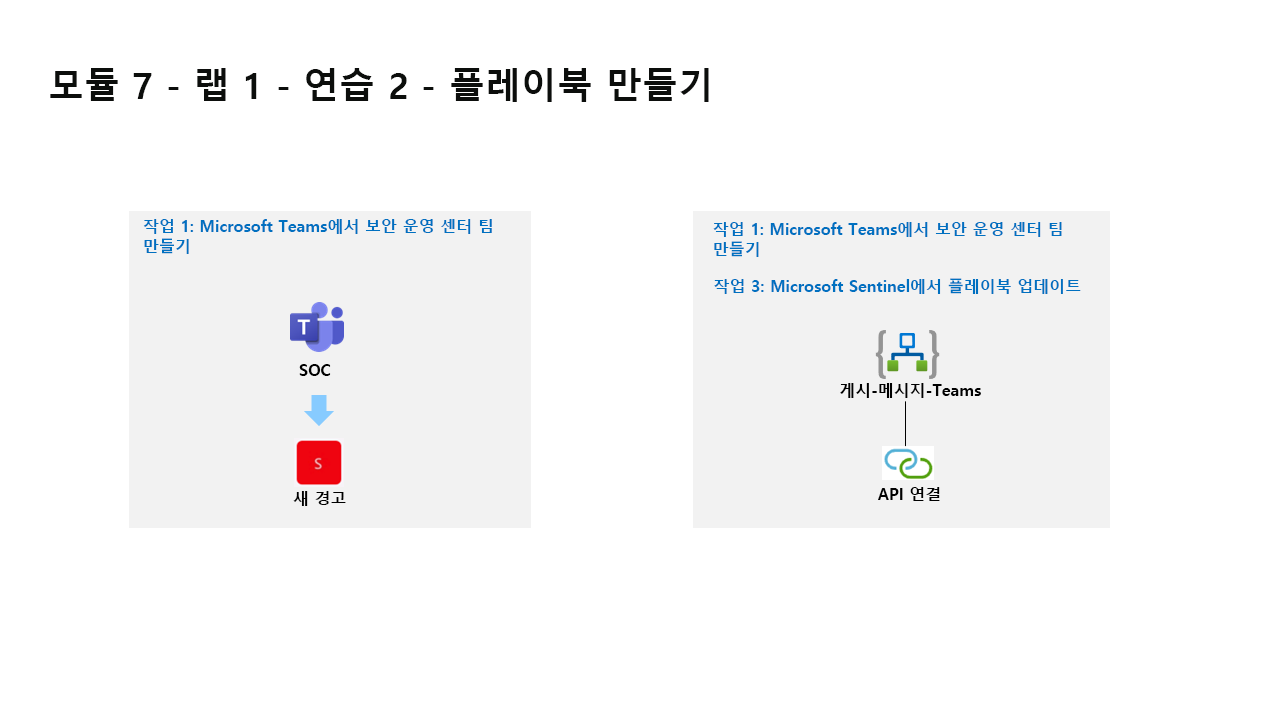 모듈 7 - 랩 1 - 연습 2 - 플레이북 만들기
작업 1: Microsoft Teams에서 보안 운영 센터 팀
만들기
T
SOC
S
새 경고
작업 1: Microsoft Teams에서 보안 운영 센터 팀
만들기
작업 3: Microsoft Sentinel에서 플레이북 업데이트
게시-메시지-Teams
API 연결